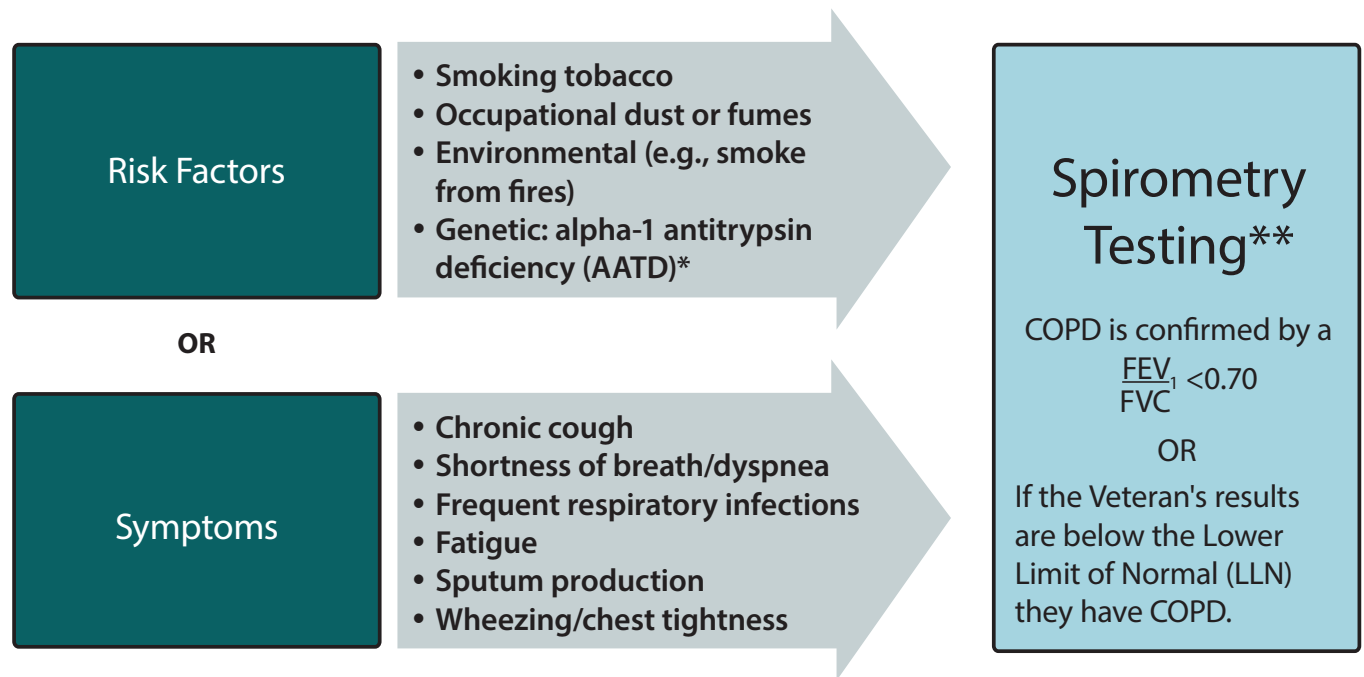 Risk Factors
• Smoking tobacco
• Occupational dust or fumes
• Environmental (e.g., smoke
from fires)
• Genetic: alpha-1 antitrypsin
deficiency (AATD)*
OR
Symptoms
• Chronic cough
• Shortness of breath/dyspnea
• Frequent respiratory infections
• Fatigue
• Sputum production
• Wheezing/chest tightness
Spirometry
Testing**
COPD is confirmed by a
FEV₁ <0.70
FVC
OR
If the Veteran's results
are below the Lower
Limit of Normal (LLN)
they have COPD.